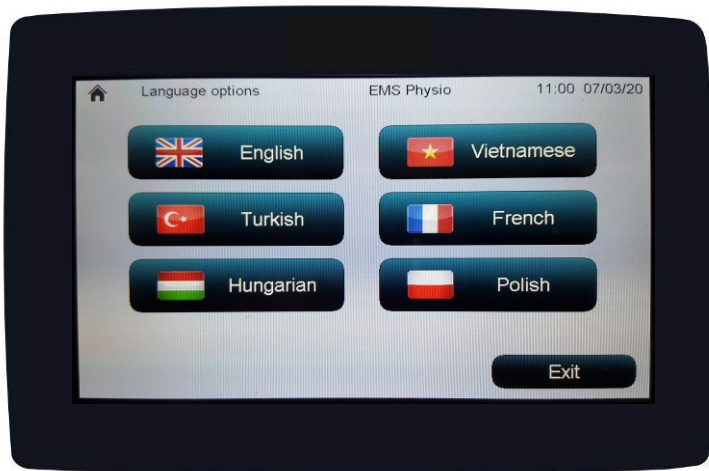 Language options EMS Physio 11:00 07/03/20
English Vietnamese
Turkish French
Hungarian Polish
Exit